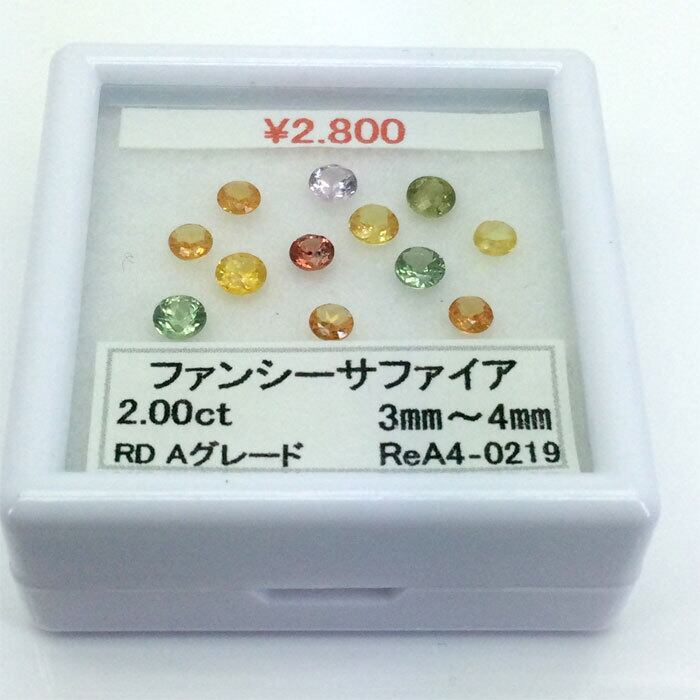 ¥2.800
ファンシーサファイア
2.00ct 3mm～4mm
RD Aグレード ReA4-0219